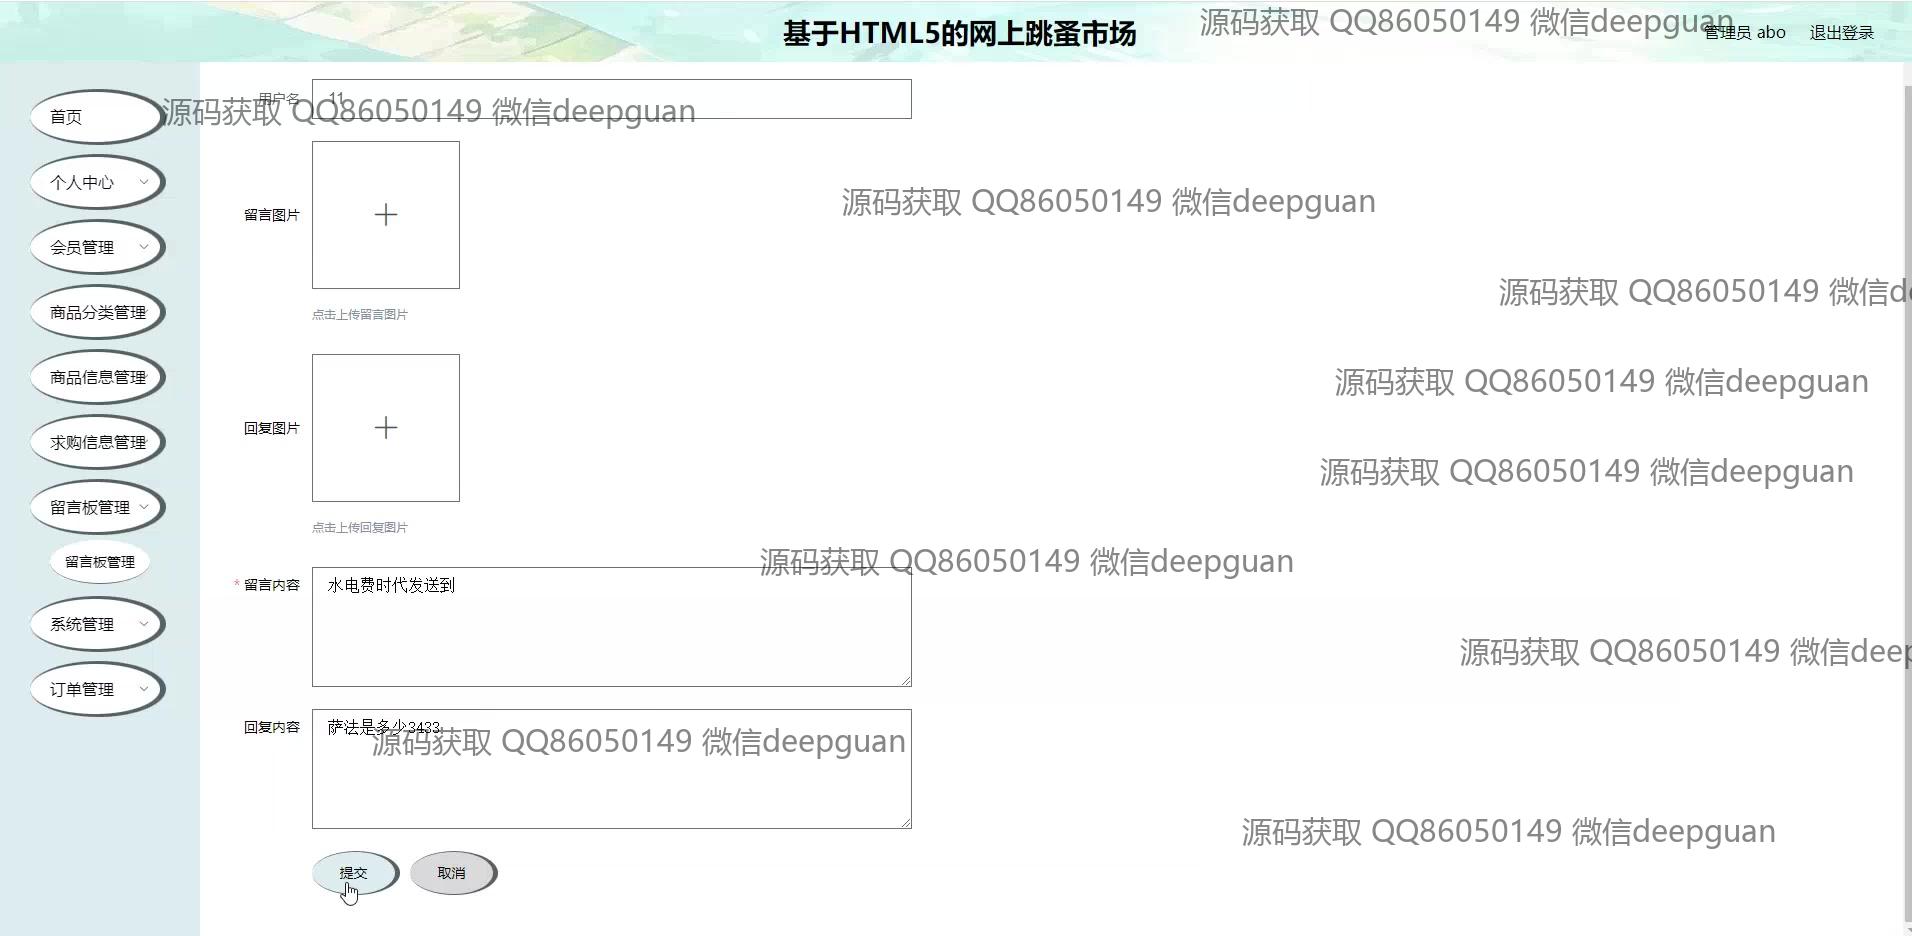 基于HTML5的网上跳蚤市场
源码获取 QQ86050149 微信deepguan
管理员 abo
退出登录
首页
个人中心
会员管理
商品分类管理
商品信息管理
求购信息管理
留言板管理
留言板管理
系统管理
订单管理
用户名
11
源码获取 QQ86050149 微信deepguan
留言图片
点击上传留言图片
源码获取 QQ86050149 微信deepguan
源码获取 QQ86050149 微信de
源码获取 QQ86050149 微信deepguan
回复图片
点击上传回复图片
源码获取 QQ86050149 微信deepguan
源码获取 QQ86050149 微信deepguan
* 留言内容
水电费时代发送到
源码获取 QQ86050149 微信deep
回复内容
萨法是多少3433
源码获取 QQ86050149 微信deepguan
源码获取 QQ86050149 微信deepguan
提交
取消